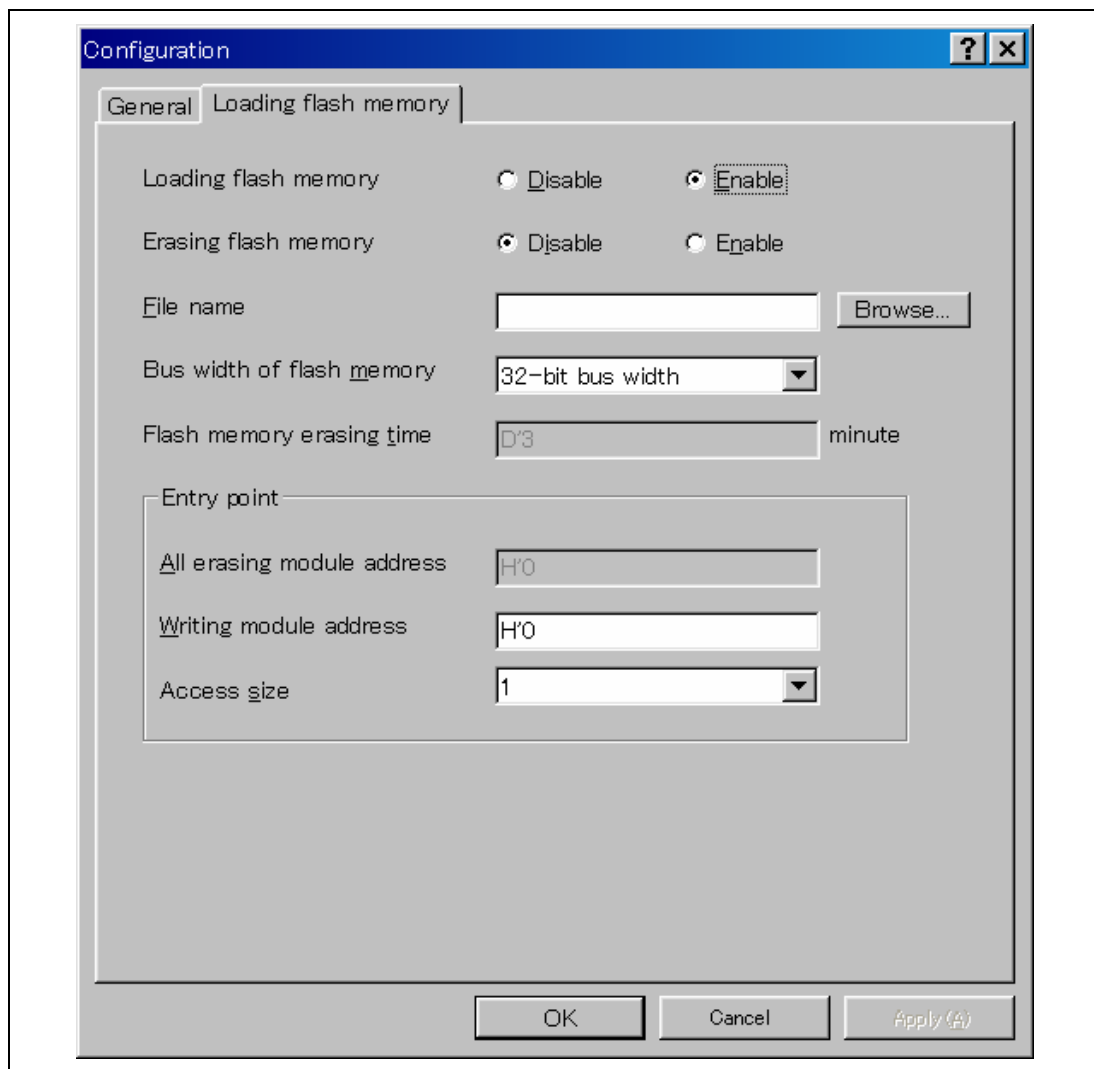 Configuration
General Loading flash memory
Loading flash memory Disable Enable
Erasing flash memory Disable Enable
File name Browse...
Bus width of flash memory 32-bit bus width
Flash memory erasing time D'3 minute
Entry point
All erasing module address H'0
Writing module address H'0
Access size 1
OK Cancel Apply(A)